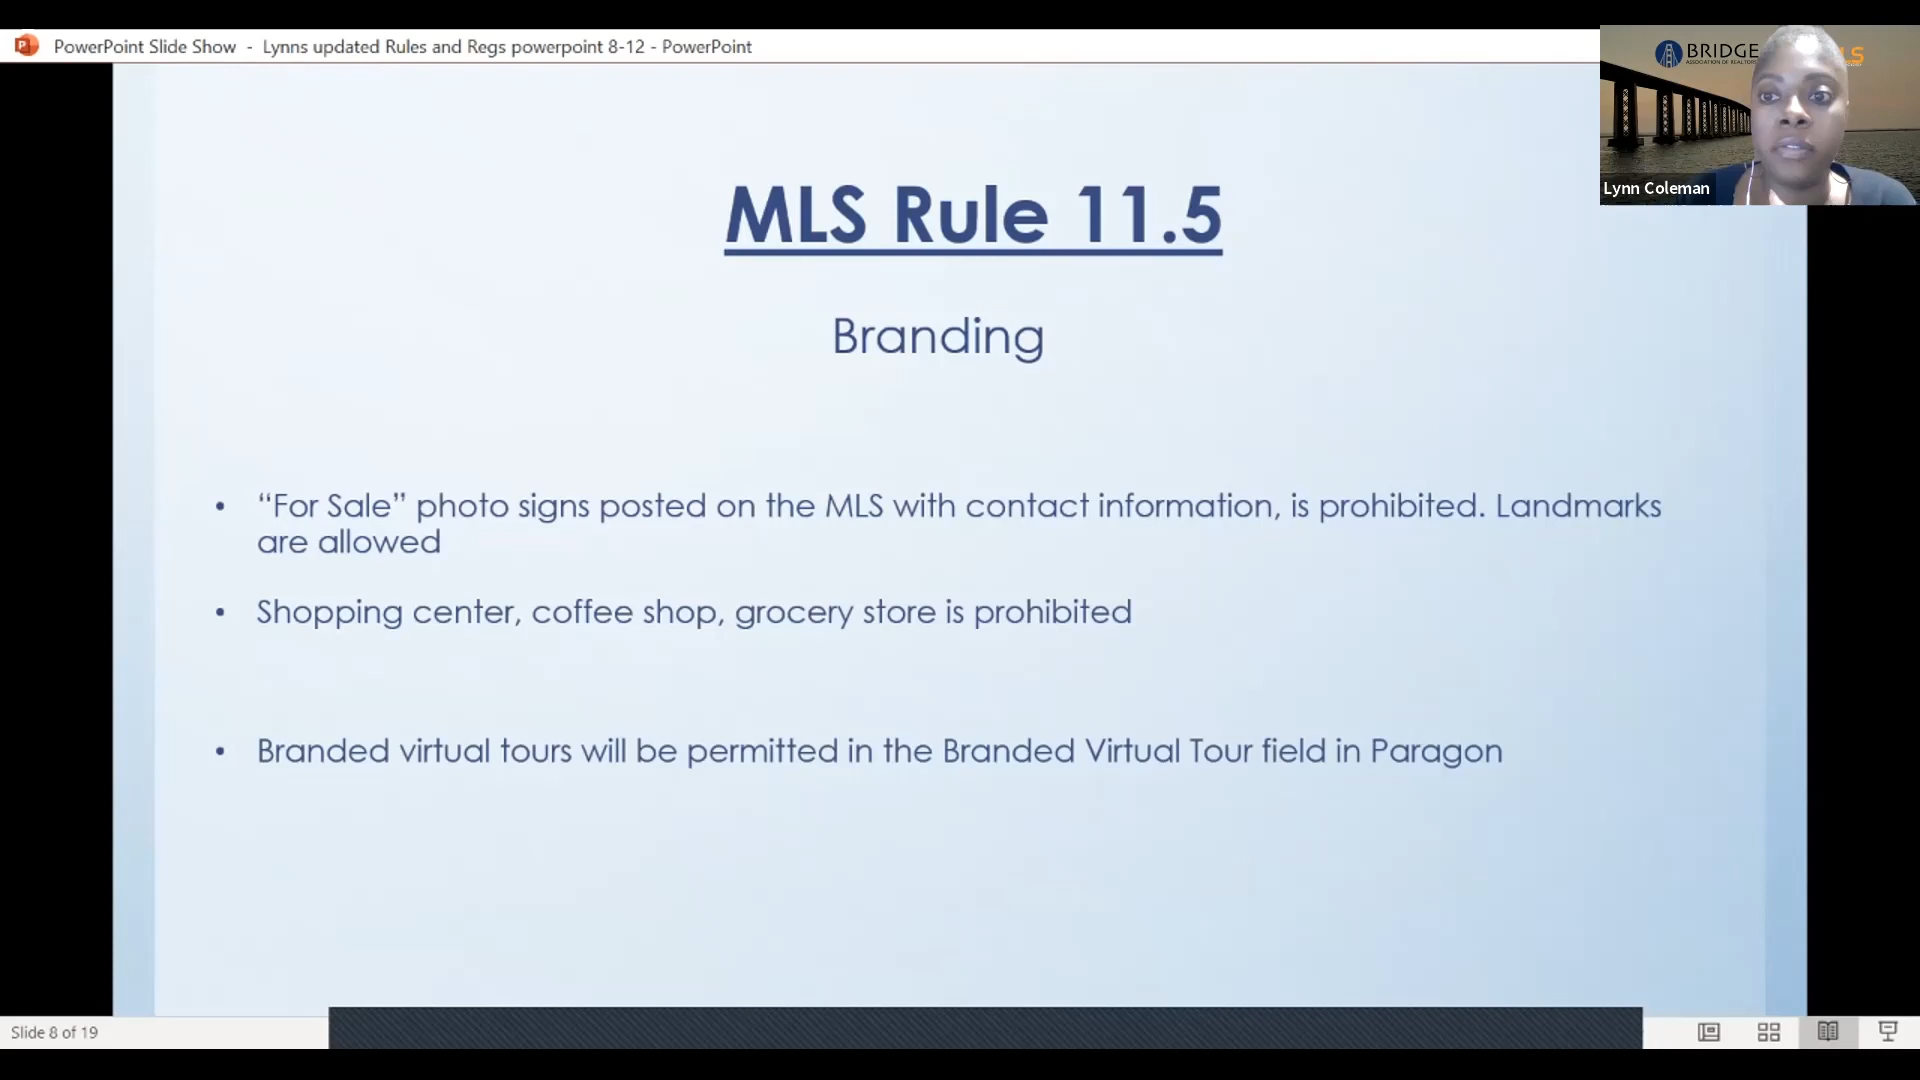 PowerPoint Slide Show - Lynns updated Rules and Regs powerpoint 8-12 - PowerPoint
BRIDGE
ASSOCIATION OF REALTORS
LS
Lynn Coleman
MLS Rule 11.5
Branding
• “For Sale” photo signs posted on the MLS with contact information, is prohibited. Landmarks
are allowed
• Shopping center, coffee shop, grocery store is prohibited
• Branded virtual tours will be permitted in the Branded Virtual Tour field in Paragon
Slide 8 of 19